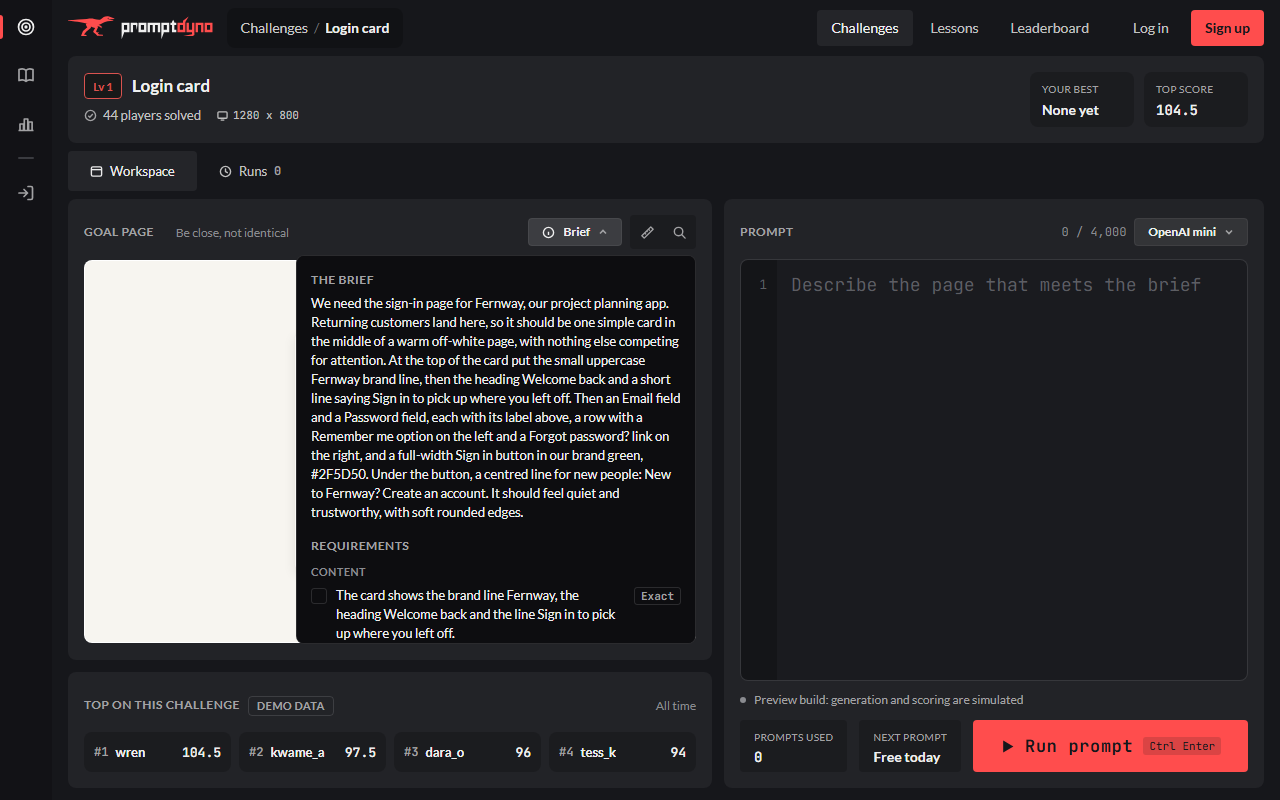 promptdyno
Challenges / Login card
Challenges
Lessons
Leaderboard
Log in
Sign up
Lv 1
Login card
44 players solved
1280 x 800
YOUR BEST
None yet
TOP SCORE
104.5
Workspace
Runs 0
GOAL PAGE
Be close, not identical
Brief
THE BRIEF
We need the sign-in page for Fernway, our project planning app.
Returning customers land here, so it should be one simple card in
the middle of a warm off-white page, with nothing else competing
for attention. At the top of the card put the small uppercase
Fernway brand line, then the heading Welcome back and a short
line saying Sign in to pick up where you left off. Then an Email field
and a Password field, each with its label above, a row with a
Remember me option on the left and a Forgot password? link on
the right, and a full-width Sign in button in our brand green,
#2F5D50. Under the button, a centred line for new people: New
to Fernway? Create an account. It should feel quiet and
trustworthy, with soft rounded edges.
REQUIREMENTS
CONTENT
The card shows the brand line Fernway, the
heading Welcome back and the line Sign in to pick
up where you left off.
Exact
PROMPT
0 / 4,000
OpenAI mini
1
Describe the page that meets the brief
Preview build: generation and scoring are simulated
PROMPTS USED
0
NEXT PROMPT
Free today
Run prompt
Ctrl Enter
TOP ON THIS CHALLENGE
DEMO DATA
All time
#1 wren 104.5
#2 kwame_a 97.5
#3 dara_o 96
#4 tess_k 94